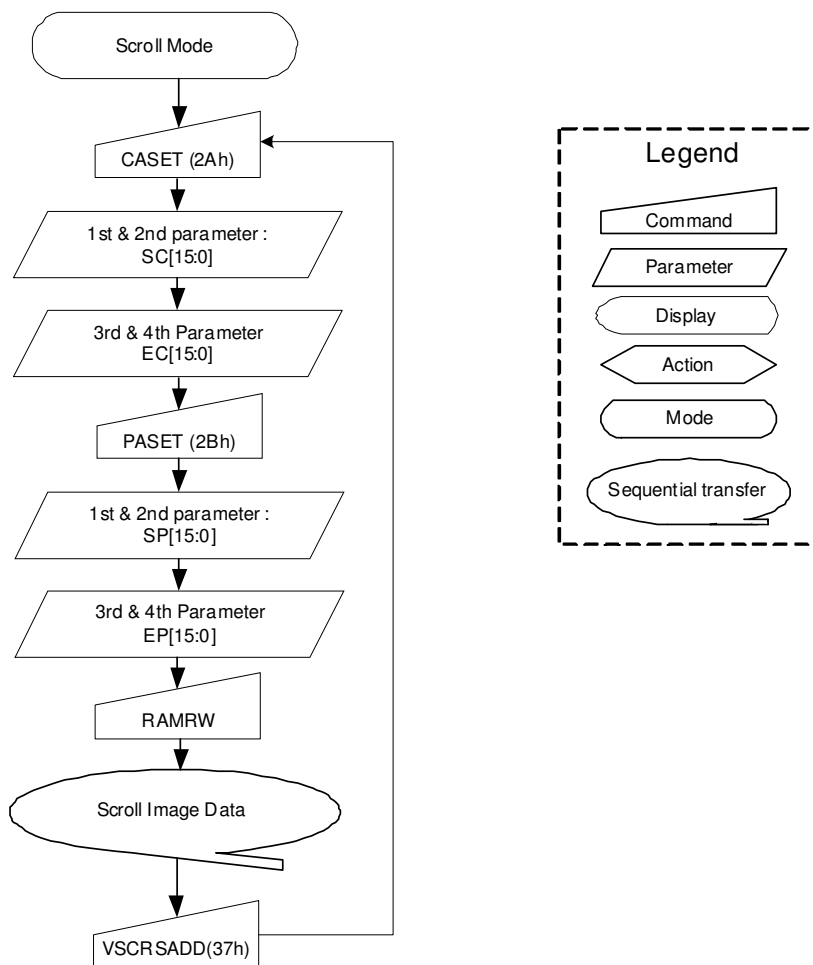 Scroll Mode
CASET (2Ah)
1st & 2nd parameter :
SC[15:0]
3rd & 4th Parameter
EC[15:0]
PASET (2Bh)
1st & 2nd parameter :
SP[15:0]
3rd & 4th Parameter
EP[15:0]
RAMRW
Scroll Image Data
VSCRSADD(37h)
Legend
Command
Parameter
Display
Action
Mode
Sequential transfer